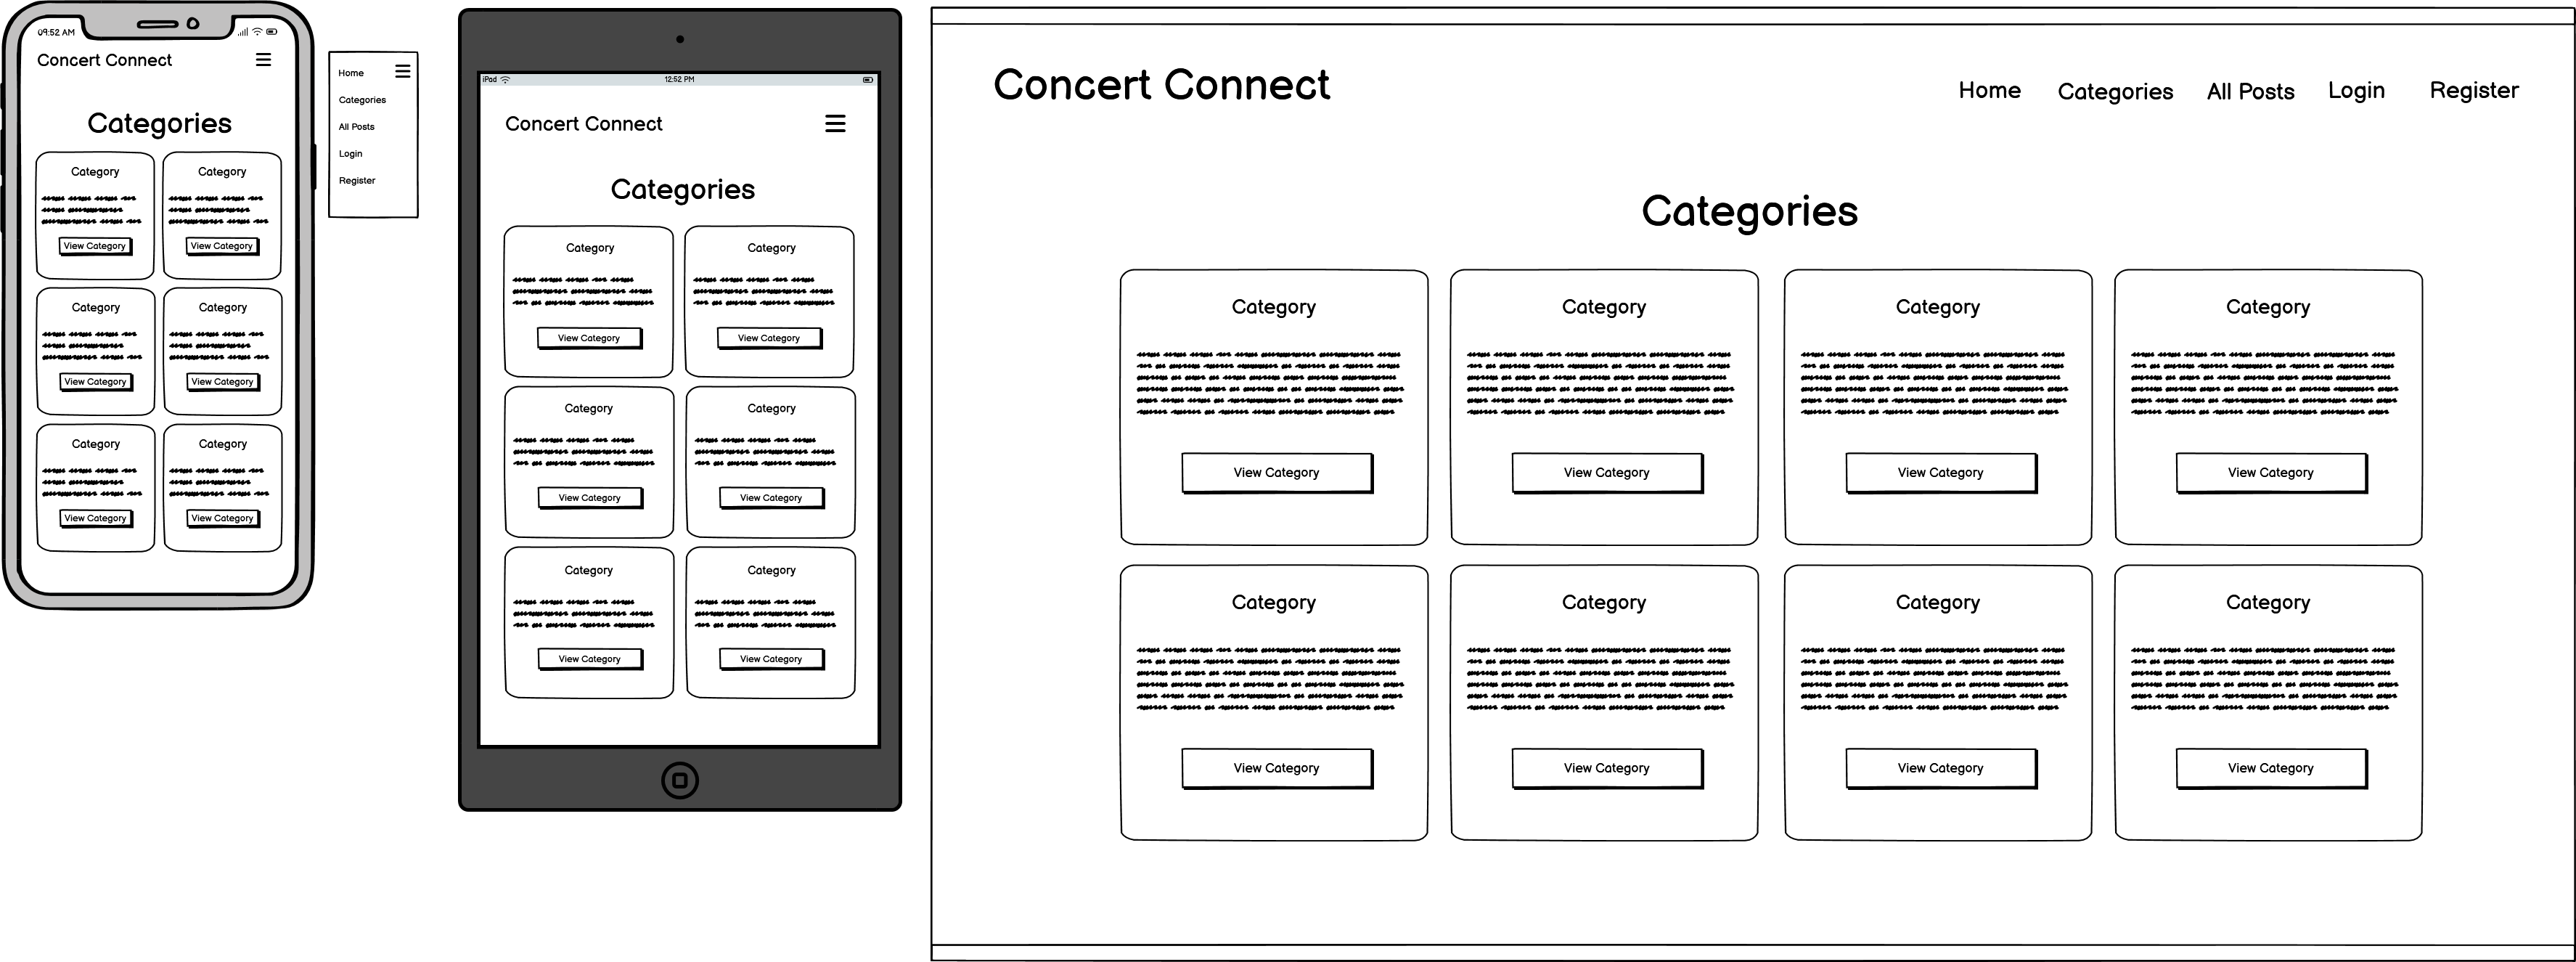 09:52 AM
Concert Connect
Categories
Category Category
View Category View Category
Category Category
View Category View Category
Category Category
View Category View Category
Home
Categories
All Posts
Login
Register
iPad 12:52 PM
Concert Connect
Categories
Category Category
View Category View Category
Category Category
View Category View Category
Category Category
View Category View Category
Concert Connect Home Categories All Posts Login Register
Categories
Category Category Category Category
View Category View Category View Category View Category
Category Category Category Category
View Category View Category View Category View Category